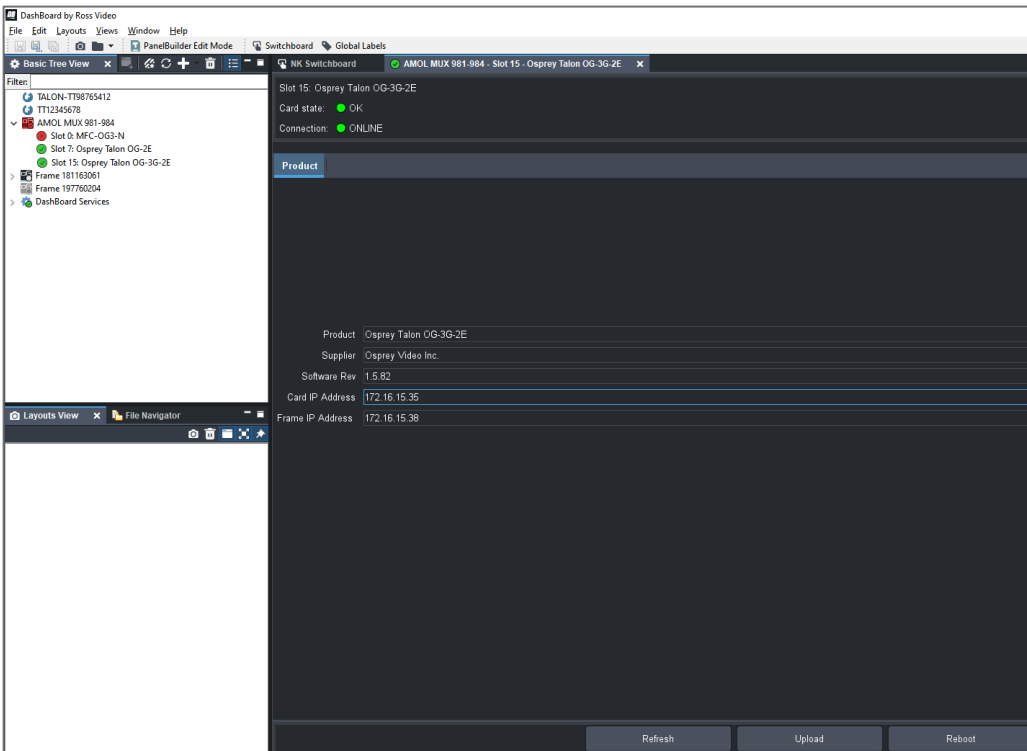 DashBoard by Ross Video
File Edit Layouts Views Window Help
PanelBuilder Edit Mode Switchboard Global Labels
Basic Tree View
Filter:
TALON-TT98765412
TT12345678
AMOL MUX 981-984
Slot 0: MFC-OG3-N
Slot 7: Osprey Talon OG-2E
Slot 15: Osprey Talon OG-3G-2E
Frame 181163061
Frame 197760204
DashBoard Services
Layouts View File Navigator
NK Switchboard AMOL MUX 981-984 - Slot 15 - Osprey Talon OG-3G-2E
Slot 15: Osprey Talon OG-3G-2E
Card state: OK
Connection: ONLINE
Product
Product Osprey Talon OG-3G-2E
Supplier Osprey Video Inc.
Software Rev 1.5.82
Card IP Address 172.16.15.35
Frame IP Address 172.16.15.38
Refresh Upload Reboot